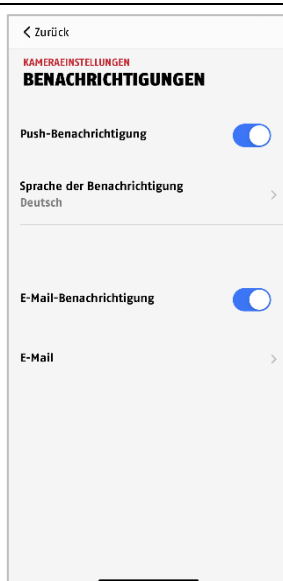 Zurück
KAMERAEINSTELLUNGEN
BENACHRICHTIGUNGEN
Push-Benachrichtigung
Sprache der Benachrichtigung
Deutsch
E-Mail-Benachrichtigung
E-Mail